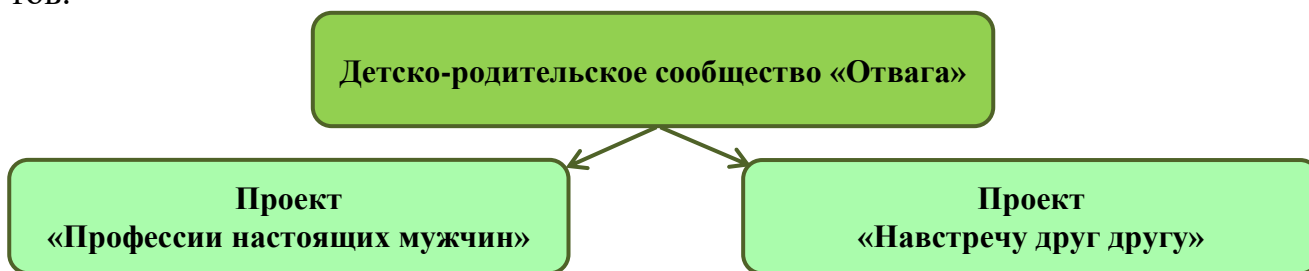 Детско-родительское сообщество «Отвага»
Проект
«Профессии настоящих мужчин»
Проект
«Навстречу друг другу»